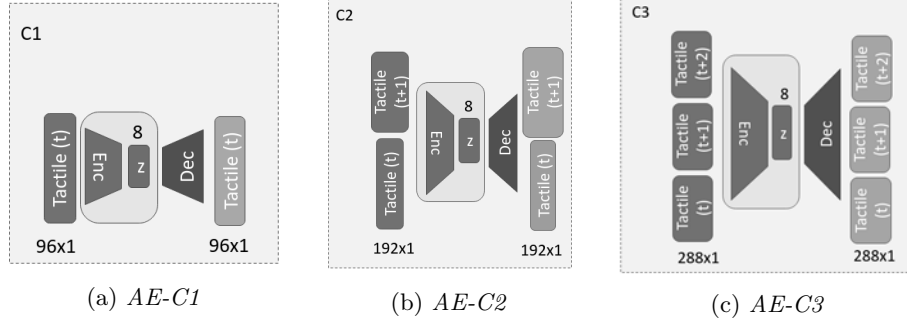 C1
Tactile (t)
Enc
8
z
Dec
Tactile (t)
96x1
96x1
(a) AE-C1
C2
Tactile
(t+1)
Tactile (t)
Enc
8
z
Dec
Tactile
(t+1)
Tactile (t)
192x1
192x1
(b) AE-C2
C3
Tactile
(t+2)
Tactile
(t+1)
Tactile
(t)
Enc
8
z
Dec
Tactile
(t+2)
Tactile
(t+1)
Tactile
(t)
288x1
288x1
(c) AE-C3